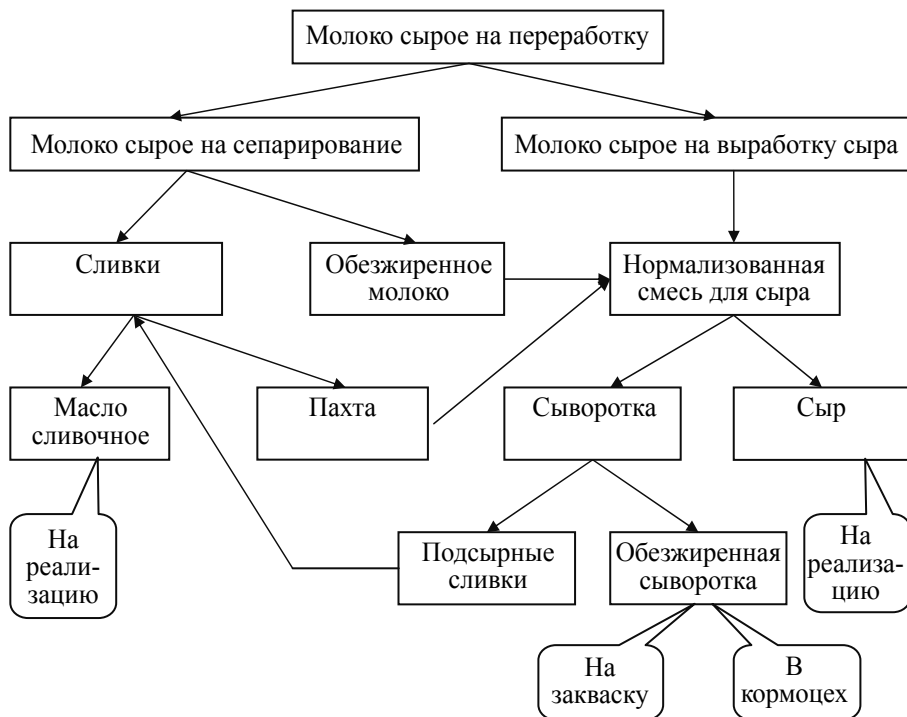 Молоко сырое на переработку
Молоко сырое на сепарирование
Молоко сырое на выработку сыра
Сливки
Обезжиренное
молоко
Нормализованная
смесь для сыра
Масло
сливочное
Пахта
Сыворотка
Сыр
На
реали-
зацию
Подсырные
сливки
Обезжиренная
сыворотка
На
реализа-
цию
На
закваску
В
кормоцех